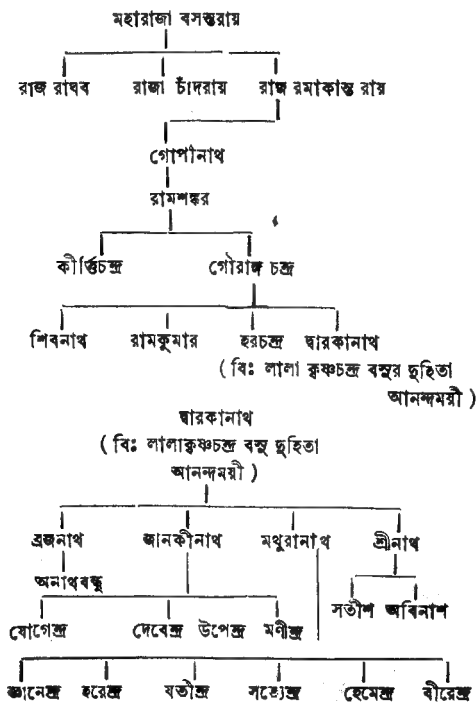 মহারাজা বসন্তরায়
রাজ রাঘব রাজা চাঁদরায় রাজ রমাকান্ত রায়
গোপীনাথ
রামশঙ্কর
কীর্ত্তিচন্দ্র গৌরাঙ্গ চন্দ্র
শিবনাথ রামকুমার হরচন্দ্র দ্বারকানাথ
( বিঃ লালা কৃষ্ণচন্দ্র বসুর দুহিতা
আনন্দময়ী )
দ্বারকানাথ
( বিঃ লালাকৃষ্ণচন্দ্র বসু দুহিতা
আনন্দময়ী )
ব্রজনাথ জানকীনাথ মথুরানাথ শ্রীনাথ
অনাথবন্ধু
সতীশ অবিনাশ
যোগেন্দ্র দেবেন্দ্র উপেন্দ্র মণীন্দ্র
জ্ঞানেন্দ্র হরেন্দ্র যতীন্দ্র সত্যেন্দ্র হেমেন্দ্র বীরেন্দ্র